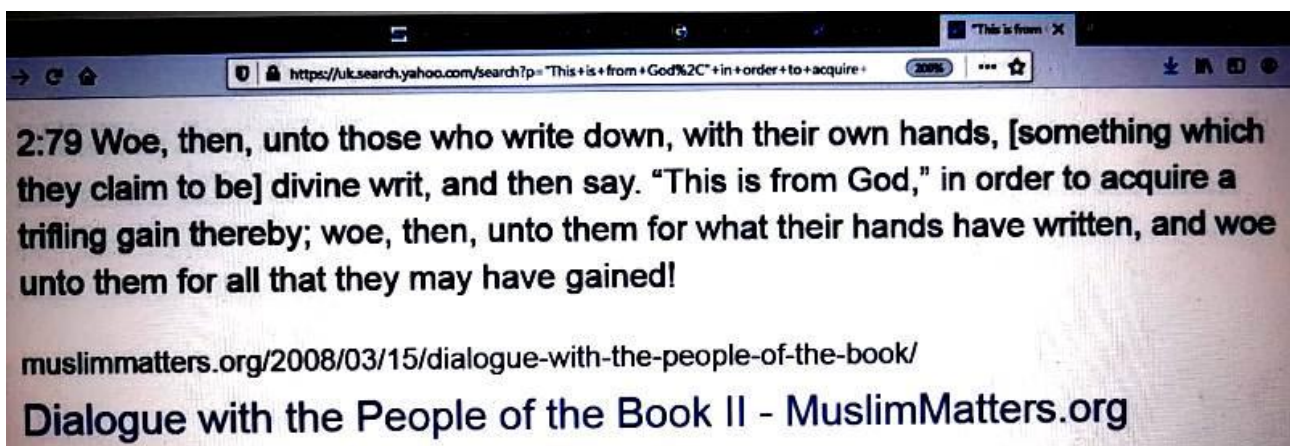 "This is from X
https://uk.search.yahoo.com/search?p="This+is+from+God%2C"+in+order+to+acquire+ 200%
2:79 Woe, then, unto those who write down, with their own hands, [something which
they claim to be] divine writ, and then say. “This is from God,” in order to acquire a
trifling gain thereby; woe, then, unto them for what their hands have written, and woe
unto them for all that they may have gained!
muslimmatters.org/2008/03/15/dialogue-with-the-people-of-the-book/
Dialogue with the People of the Book II - MuslimMatters.org